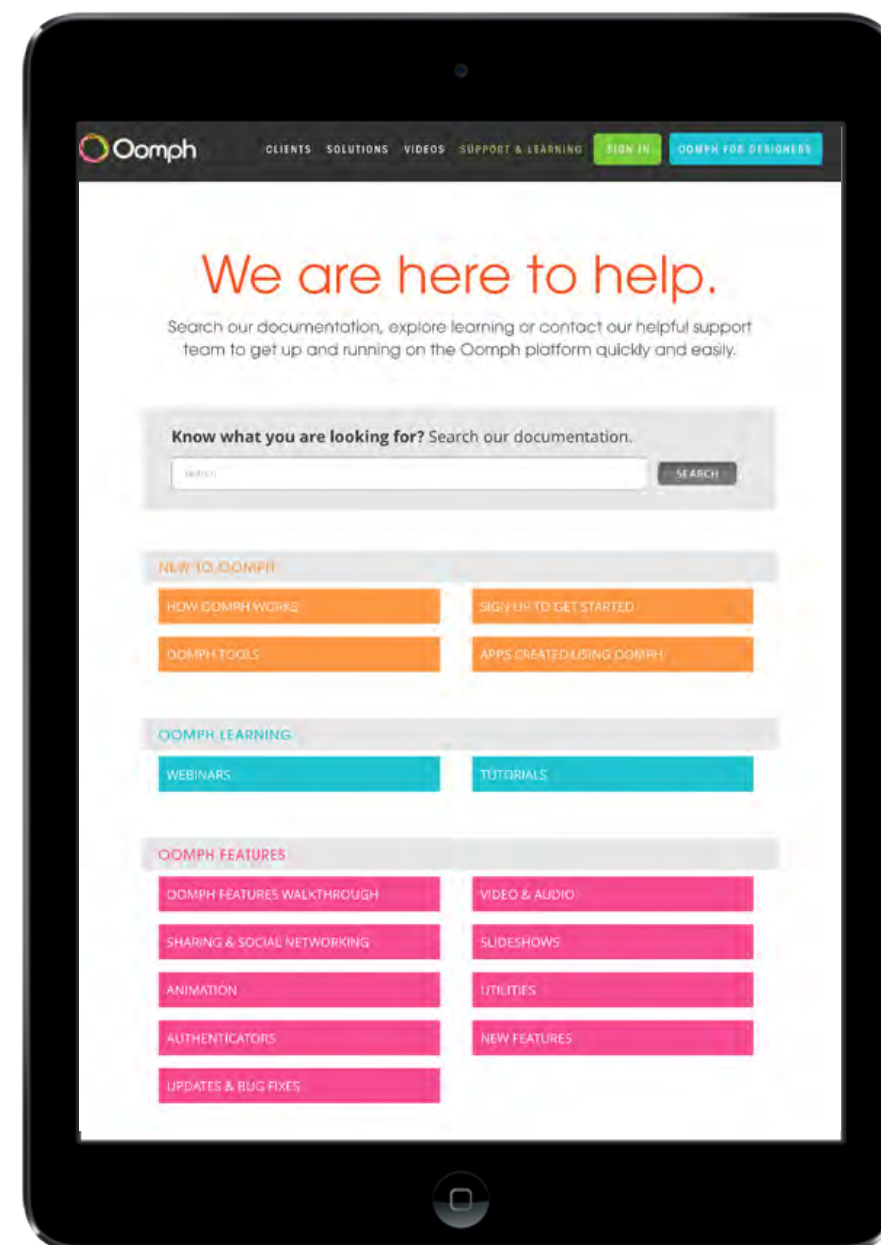 Oomph
CLIENTS SOLUTIONS VIDEOS SUPPORT & LEARNING SIGN IN OOMPH FOR DESIGNERS
We are here to help.
Search our documentation, explore learning or contact our helpful support
team to get up and running on the Oomph platform quickly and easily.
Know what you are looking for? Search our documentation.
search SEARCH
NEW TO OOMPH
HOW OOMPH WORKS SIGN UP TO GET STARTED
OOMPH TOOLS APPS CREATED USING OOMPH
OOMPH LEARNING
WEBINARS TUTORIALS
OOMPH FEATURES
OOMPH FEATURES WALKTHROUGH VIDEO & AUDIO
SHARING & SOCIAL NETWORKING SLIDESHOWS
ANIMATION UTILITIES
AUTHENTICATORS NEW FEATURES
UPDATES & BUG FIXES